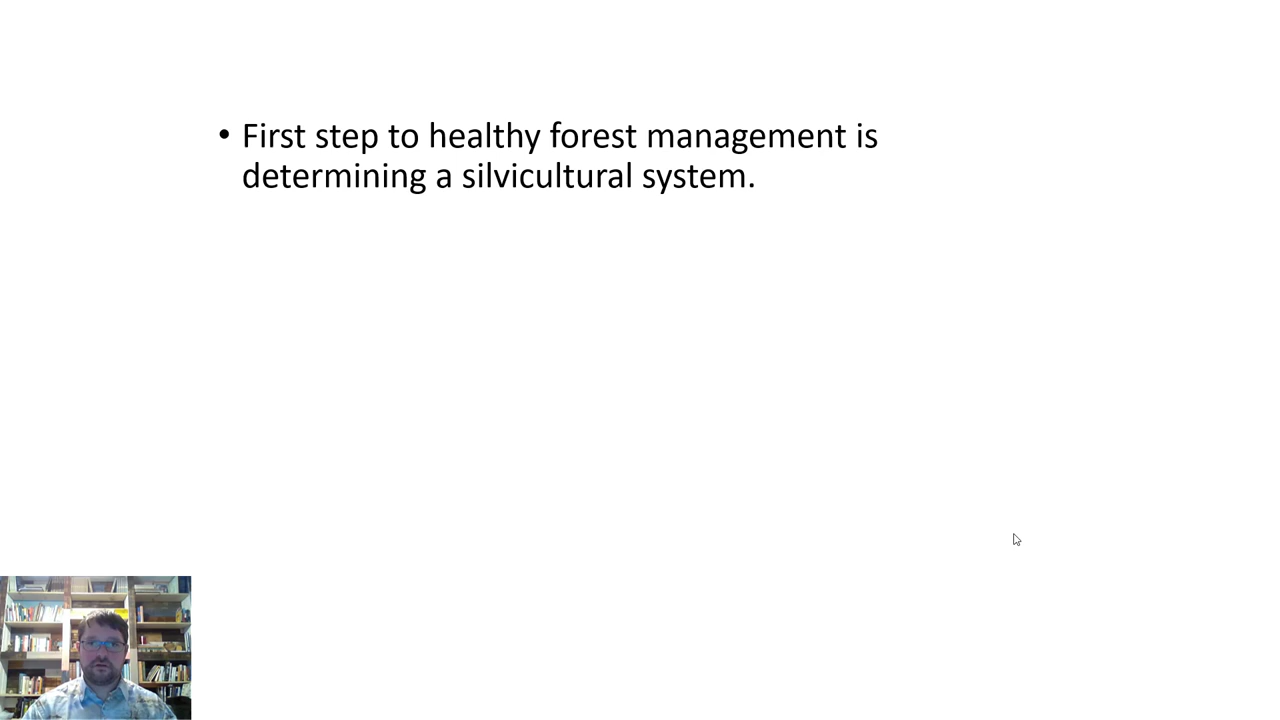 • First step to healthy forest management is
determining a silvicultural system.